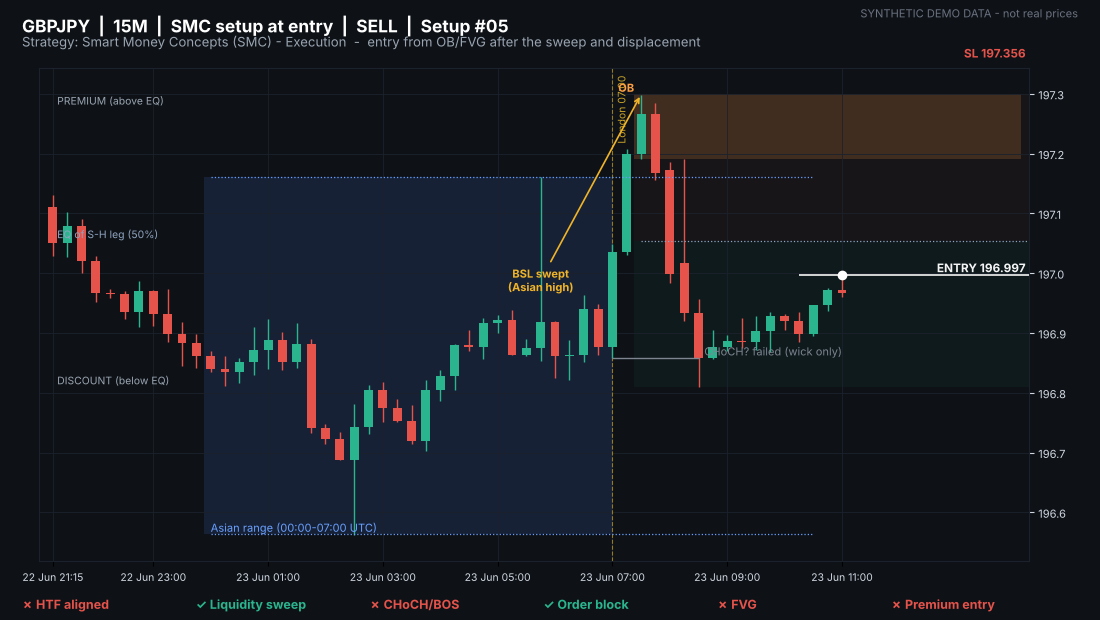 GBPJPY | 15M | SMC setup at entry | SELL | Setup #05
SYNTHETIC DEMO DATA - not real prices
Strategy: Smart Money Concepts (SMC) - Execution - entry from OB/FVG after the sweep and displacement
SL 197.356
London 07:00
OB
PREMIUM (above EQ)
197.3
197.2
197.1
EQ of S-H leg (50%)
ENTRY 196.997
197.0
BSL swept
(Asian high)
196.9
CHoCH? failed (wick only)
DISCOUNT (below EQ)
196.8
196.7
196.6
Asian range (00:00-07:00 UTC)
22 Jun 21:15
22 Jun 23:00
23 Jun 01:00
23 Jun 03:00
23 Jun 05:00
23 Jun 07:00
23 Jun 09:00
23 Jun 11:00
× HTF aligned
✓ Liquidity sweep
× CHoCH/BOS
✓ Order block
× FVG
× Premium entry